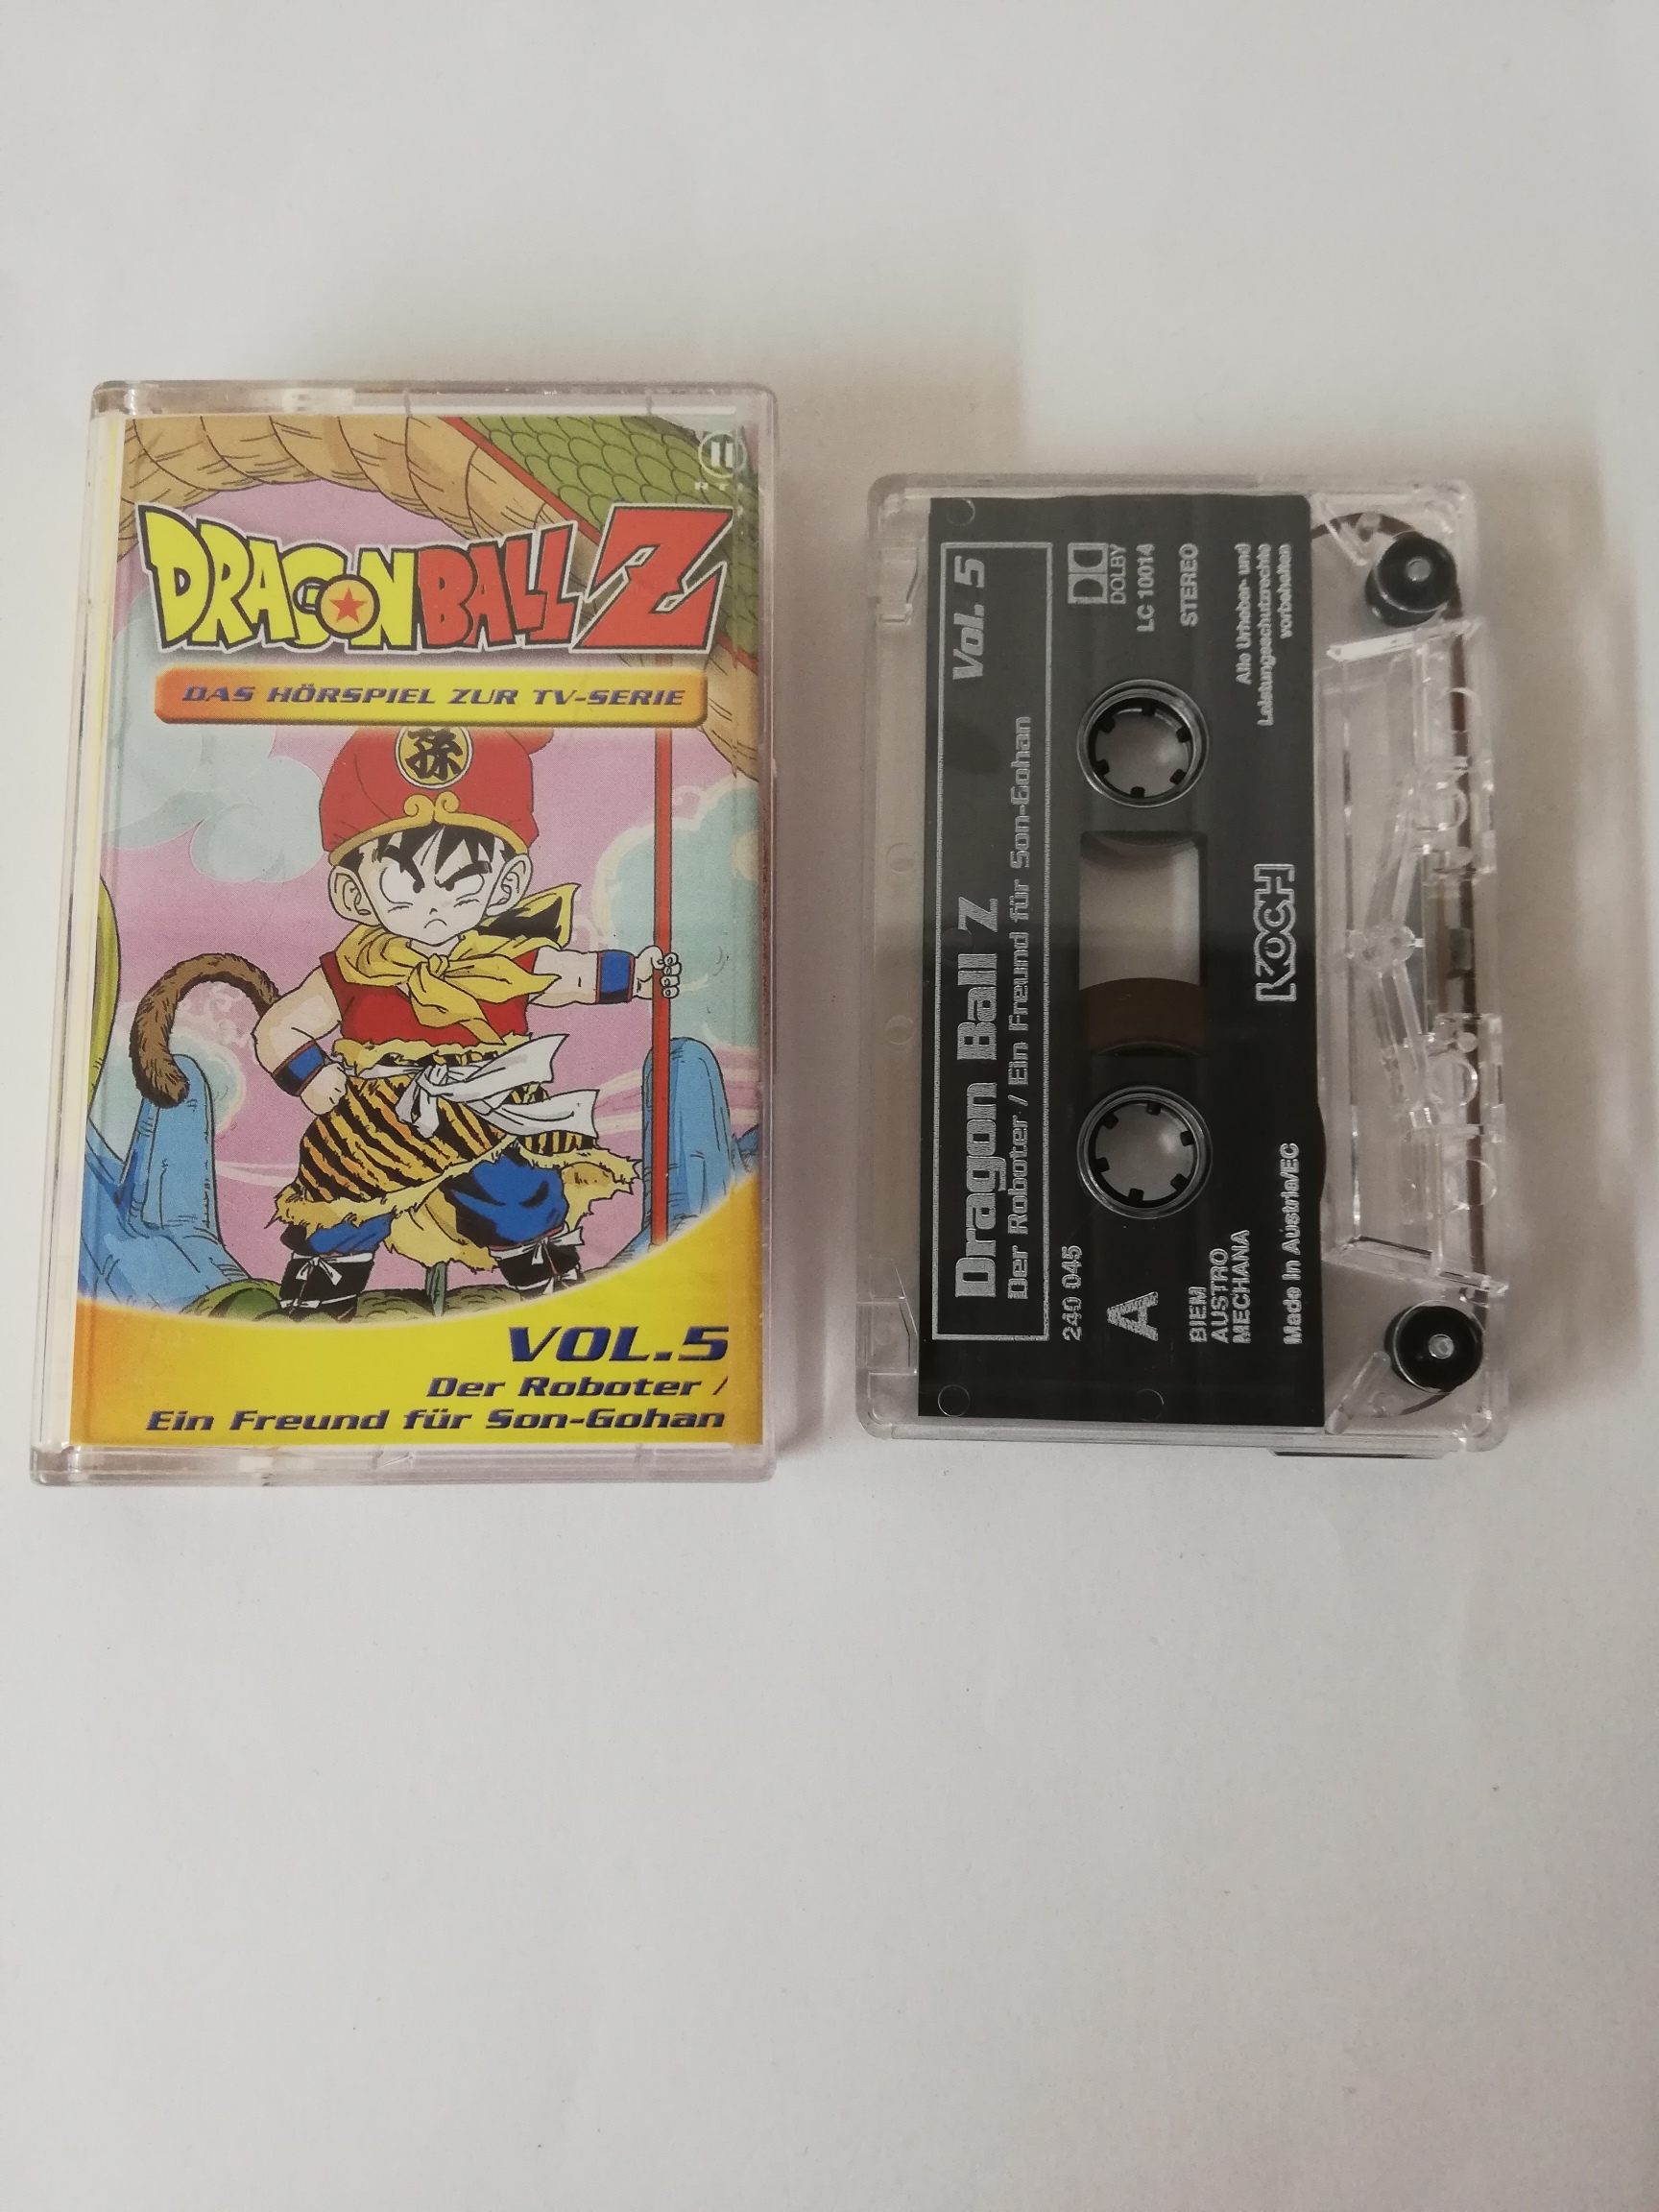 II
DRAGONBALL Z
DAS HÖRSPIEL ZUR TV-SERIE
孫
VOL.5
Der Roboter /
Ein Freund für Son-Gohan
Dragon Ball Z Vol. 5
Der Roboter / Ein Freund für Son-Gohan
240 045
DOLBY
A
LC 10014
BIEM
STEREO
AUSTRO
MECHANA
KOCH
Alle Urheber- und
Leistungsschutzrechte
vorbehalten
Made in Austria/EC